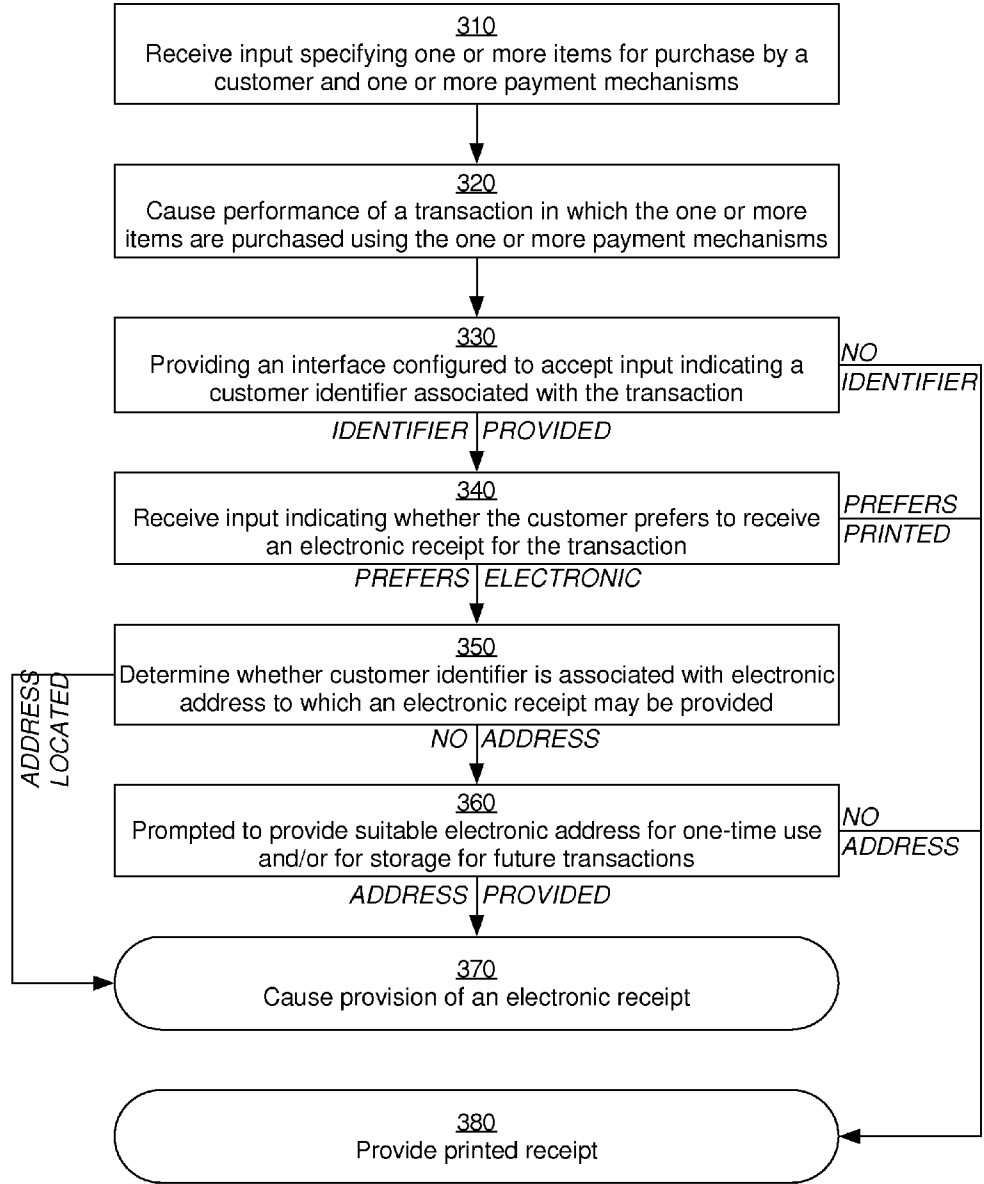 310
Receive input specifying one or more items for purchase by a
customer and one or more payment mechanisms
320
Cause performance of a transaction in which the one or more
items are purchased using the one or more payment mechanisms
330
Providing an interface configured to accept input indicating a
customer identifier associated with the transaction
NO
IDENTIFIER
IDENTIFIER PROVIDED
340
Receive input indicating whether the customer prefers to receive
an electronic receipt for the transaction
PREFERS
PRINTED
PREFERS ELECTRONIC
350
Determine whether customer identifier is associated with electronic
address to which an electronic receipt may be provided
ADDRESS
LOCATED
NO ADDRESS
360
Prompted to provide suitable electronic address for one-time use
and/or for storage for future transactions
NO
ADDRESS
ADDRESS PROVIDED
370
Cause provision of an electronic receipt
380
Provide printed receipt